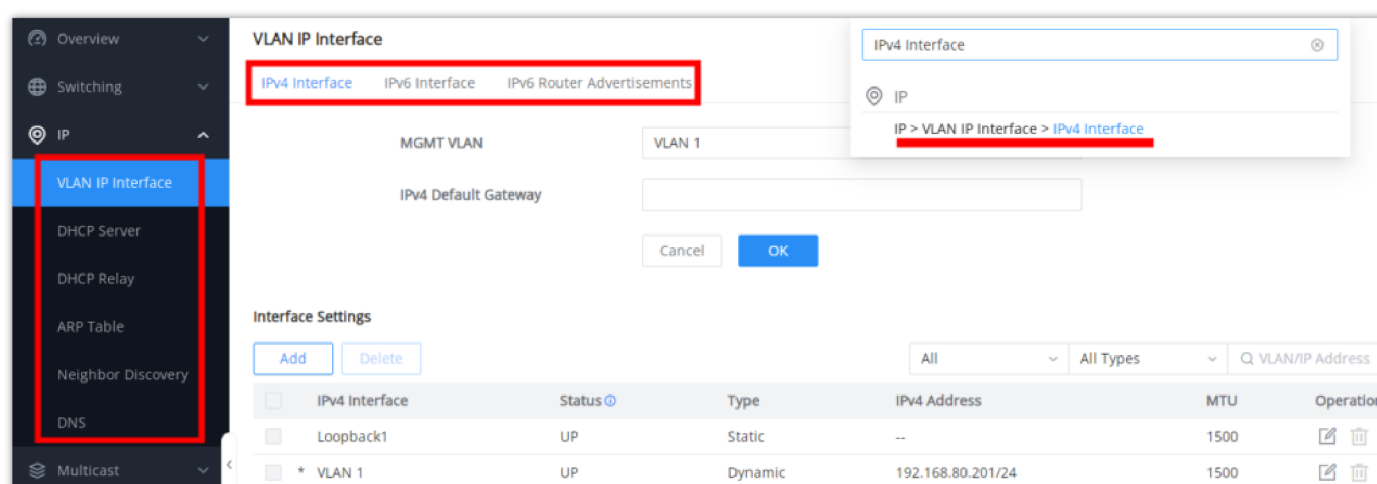 Overview
Switching
IP
VLAN IP Interface
DHCP Server
DHCP Relay
ARP Table
Neighbor Discovery
DNS
Multicast
VLAN IP Interface
IPv4 Interface IPv6 Interface IPv6 Router Advertisements
IPv4 Interface
IP
IP > VLAN IP Interface > IPv4 Interface
MGMT VLAN VLAN 1
IPv4 Default Gateway
Cancel OK
Interface Settings
Add Delete All All Types VLAN/IP Address
IPv4 Interface Status Type IPv4 Address MTU Operation
Loopback1 UP Static -- 1500
* VLAN 1 UP Dynamic 192.168.80.201/24 1500